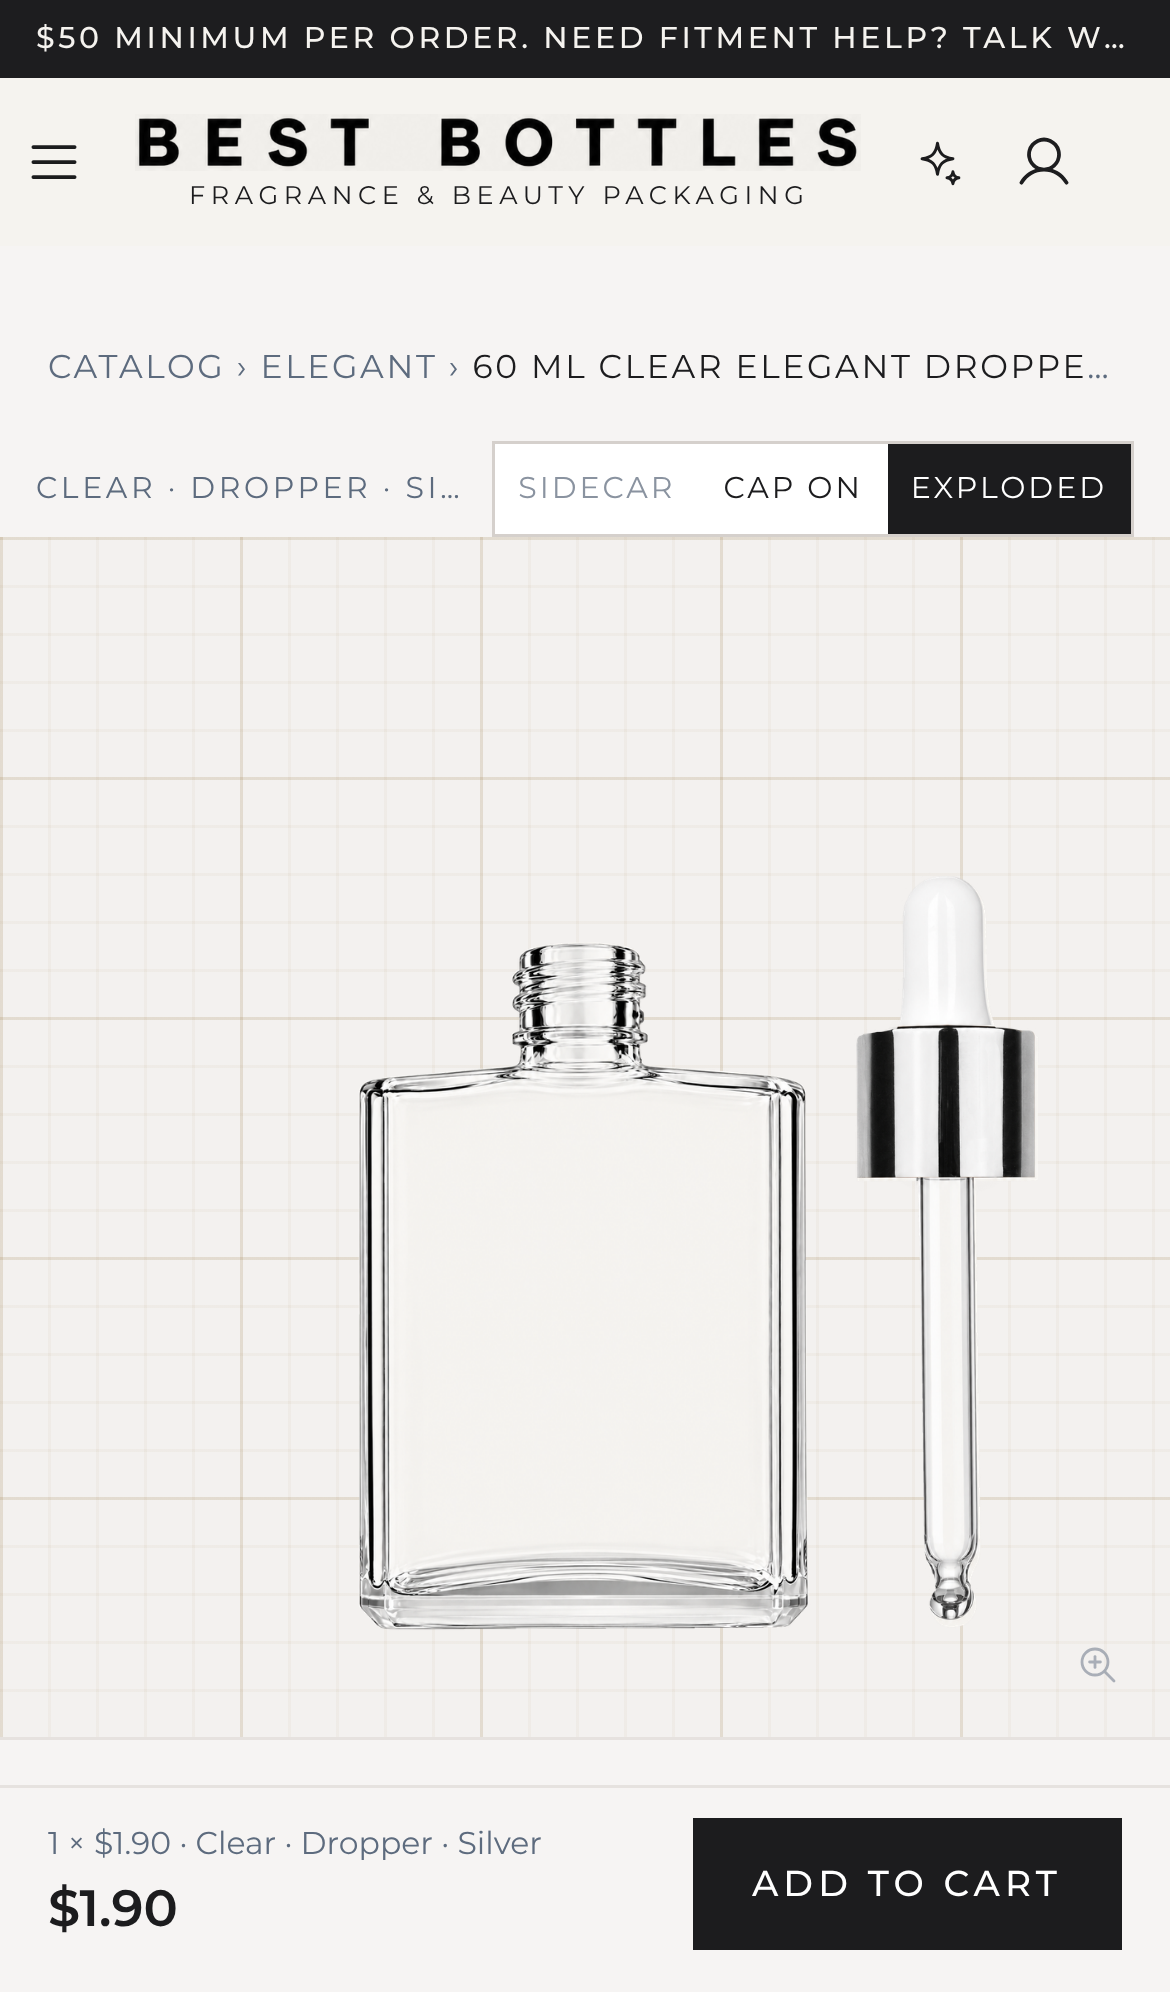 $50 MINIMUM PER ORDER. NEED FITMENT HELP? TALK W...
BEST BOTTLES
FRAGRANCE & BEAUTY PACKAGING
CATALOG › ELEGANT › 60 ML CLEAR ELEGANT DROPPE...
CLEAR · DROPPER · SI...
SIDECAR CAP ON EXPLODED
1 × $1.90 · Clear · Dropper · Silver
$1.90
ADD TO CART